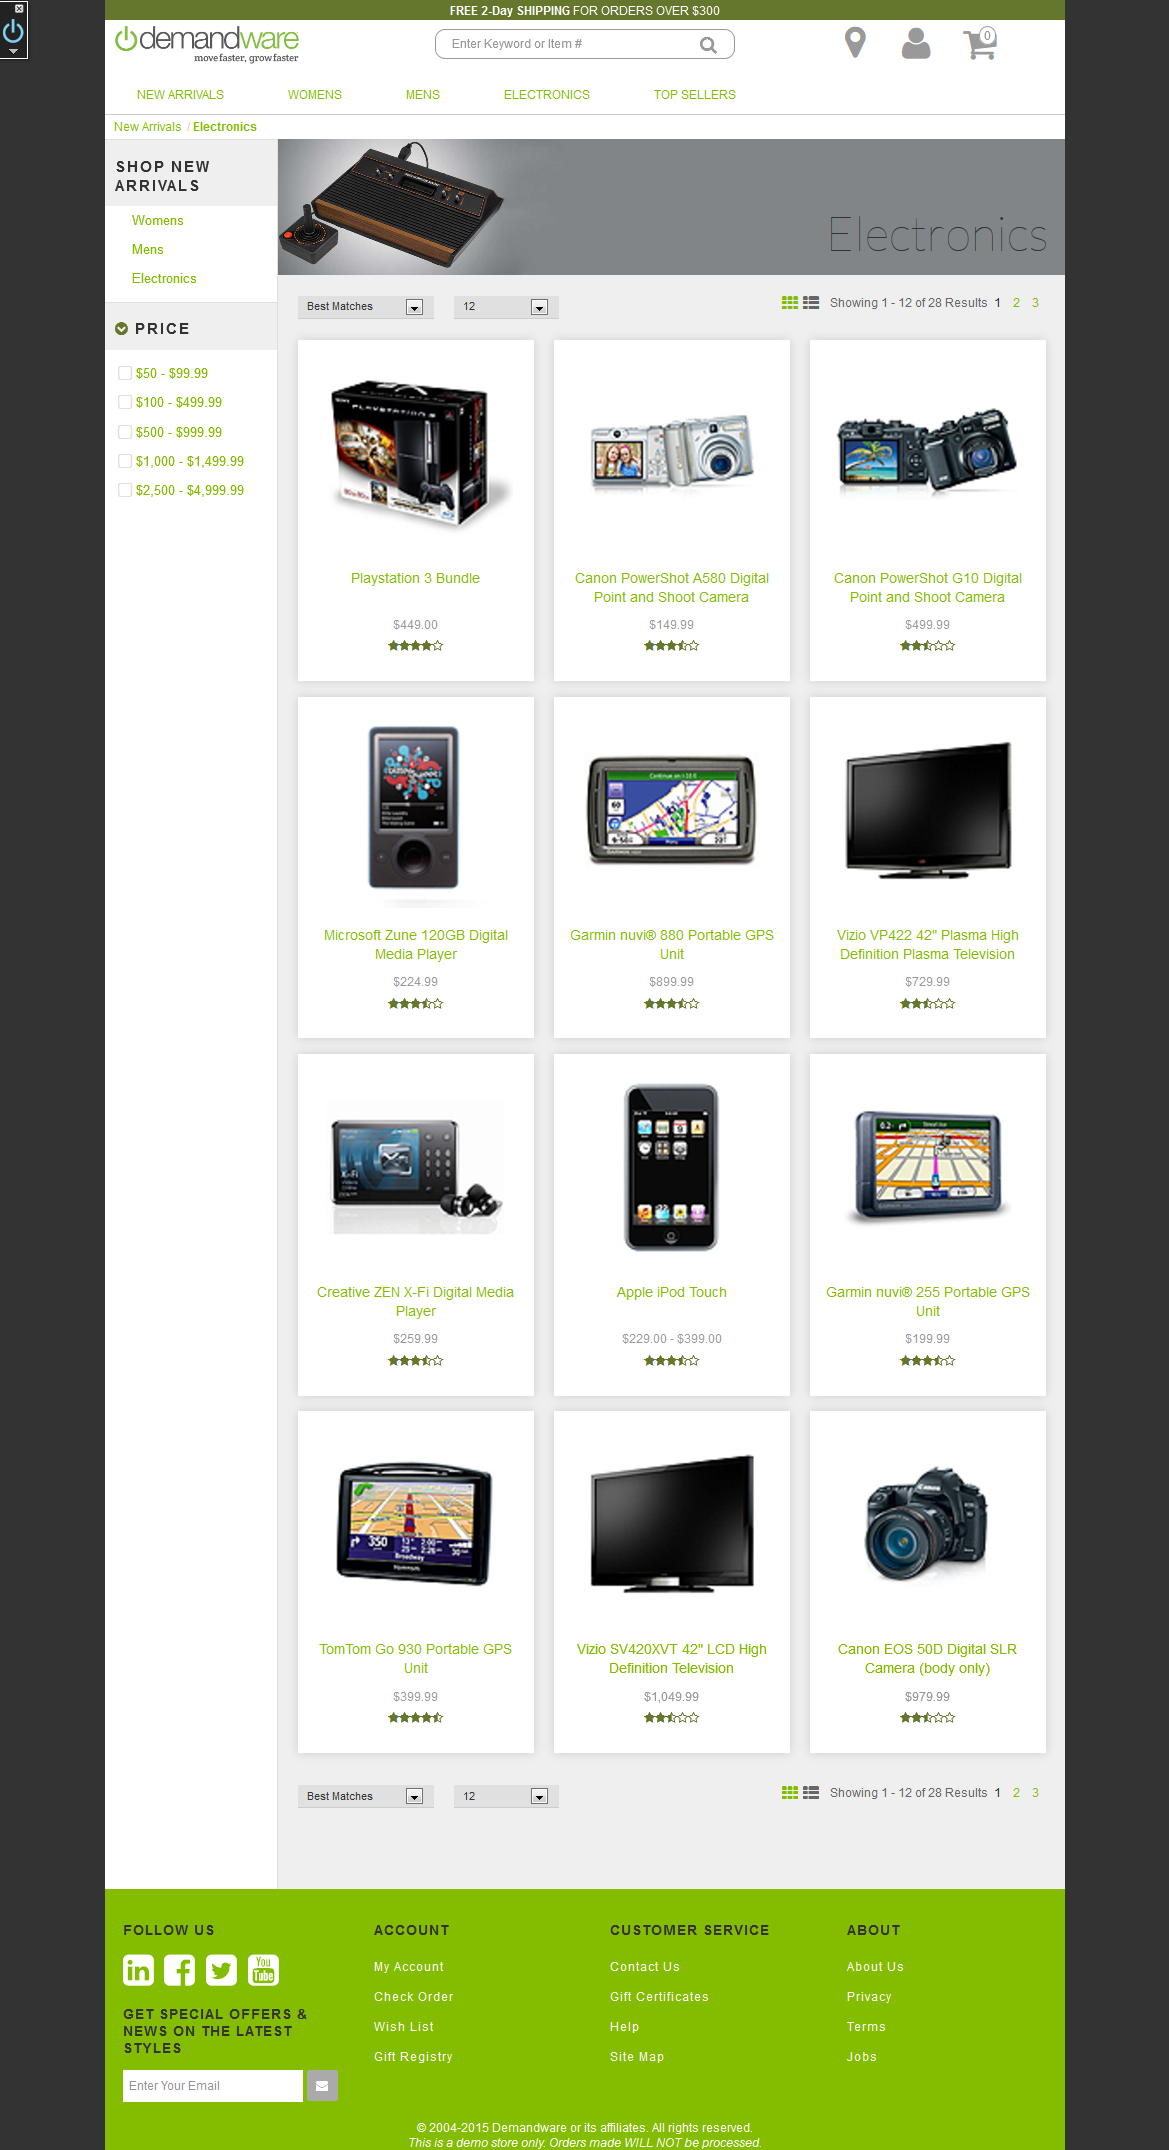 FREE 2-Day SHIPPING FOR ORDERS OVER $300
demandware
move faster, grow faster
Enter Keyword or Item #
0
NEW ARRIVALS WOMENS MENS ELECTRONICS TOP SELLERS
New Arrivals / Electronics
SHOP NEW
ARRIVALS
Womens
Mens
Electronics
PRICE
$50 - $99.99
$100 - $499.99
$500 - $999.99
$1,000 - $1,499.99
$2,500 - $4,999.99
Electronics
Best Matches 12 Showing 1 - 12 of 28 Results 1 2 3
PLAYSTATION 3
Playstation 3 Bundle
$449.00
Canon PowerShot A580 Digital
Point and Shoot Camera
$149.99
Canon PowerShot G10 Digital
Point and Shoot Camera
$499.99
Microsoft Zune 120GB Digital
Media Player
$224.99
Garmin nuvi® 880 Portable GPS
Unit
$899.99
Vizio VP422 42" Plasma High
Definition Plasma Television
$729.99
X-Fi
Creative ZEN X-Fi Digital Media
Player
$259.99
Apple iPod Touch
$229.00 - $399.00
Garmin nuvi® 255 Portable GPS
Unit
$199.99
350
Broadway
TomTom Go 930 Portable GPS
Unit
$399.99
Vizio SV420XVT 42" LCD High
Definition Television
$1,049.99
Canon EOS 50D Digital SLR
Camera (body only)
$979.99
Best Matches 12 Showing 1 - 12 of 28 Results 1 2 3
FOLLOW US
in
You
Tube
GET SPECIAL OFFERS &
NEWS ON THE LATEST
STYLES
Enter Your Email
ACCOUNT
My Account
Check Order
Wish List
Gift Registry
CUSTOMER SERVICE
Contact Us
Gift Certificates
Help
Site Map
ABOUT
About Us
Privacy
Terms
Jobs
© 2004-2015 Demandware or its affiliates. All rights reserved.
This is a demo store only. Orders made WILL NOT be processed.